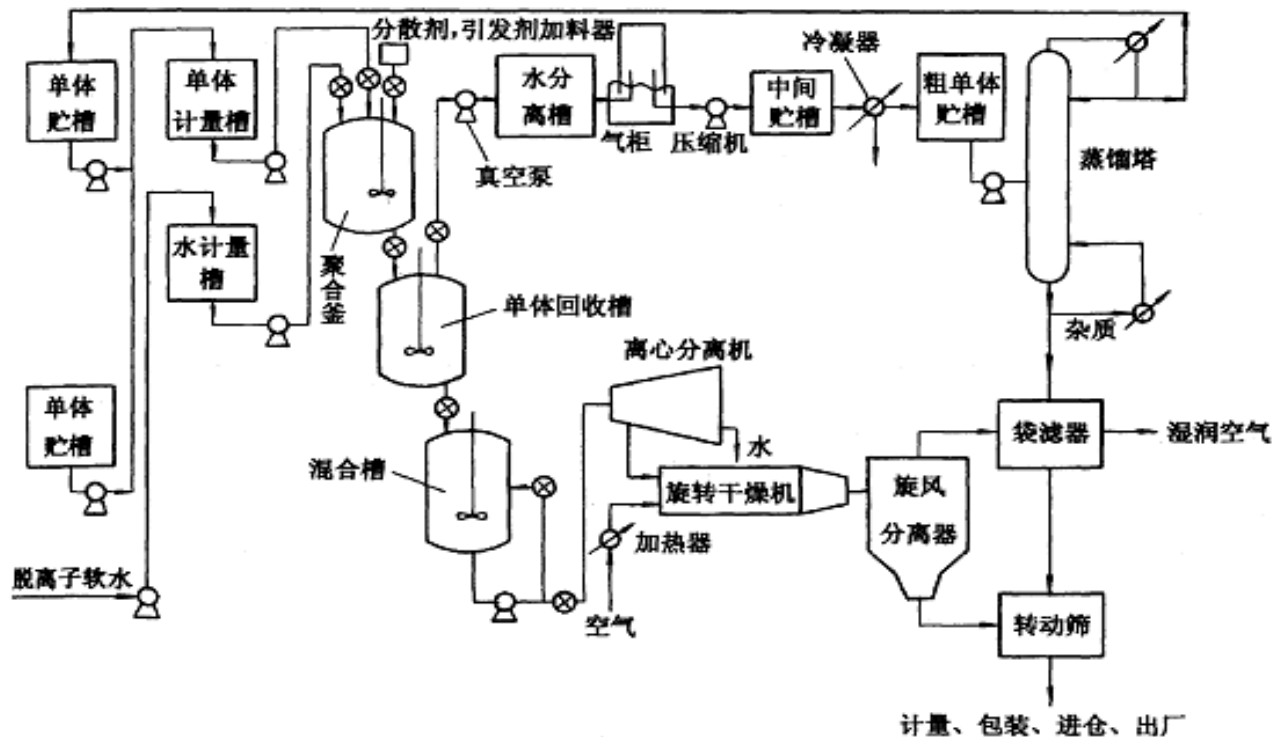 分散剂,引发剂加料器
冷凝器
单体
贮槽
单体
计量槽
水分
离槽
气柜
压缩机
中间
贮槽
粗单体
贮槽
蒸馏塔
真空泵
水计量
槽
聚
合
釜
单体回收槽
杂质
离心分离机
单体
贮槽
袋滤器
湿润空气
水
混合槽
旋转干燥机
旋风
分离器
加热器
脱离子软水
空气
转动筛
计量、包装、进仓、出厂